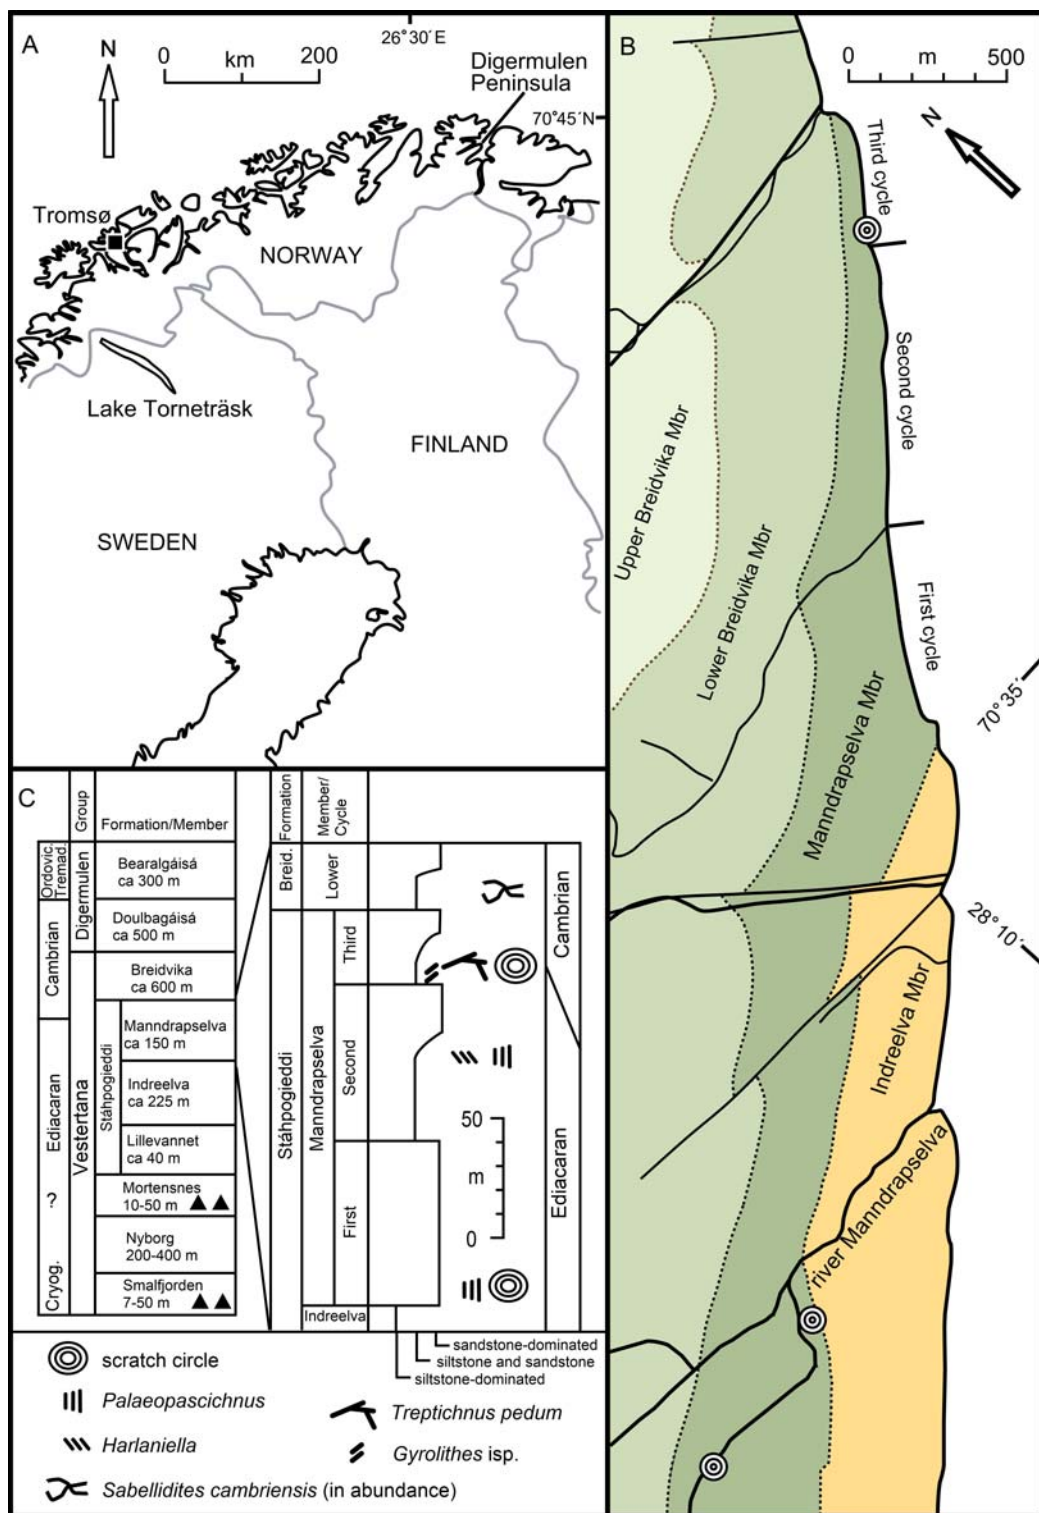 A
N
0 200
km
26°30´E
Digermulen
Peninsula
70°45´N
Tromsø
NORWAY
Lake Torneträsk
FINLAND
SWEDEN
B
0 m 500
N
Third cycle
Second cycle
First cycle
Upper Breidvika Mbr
Lower Breidvika Mbr
Manndrapselva Mbr
Indreelva Mbr
river Manndrapselva
70°35´
28°10´
C
Group
Formation/Member
Ordovic.
Tremad.
Cambrian
Ediacaran
?
Cryog.
Digermulen
Vestertana
Stáhpogieddi
Bearalgáisá
ca 300 m
Doulbagáisá
ca 500 m
Breidvika
ca 600 m
Manndrapselva
ca 150 m
Indreelva
ca 225 m
Lillevannet
ca 40 m
Mortensnes
10-50 m
Nyborg
200-400 m
Smalfjorden
7-50 m
Formation
Member/
Cycle
Breid.
Lower
Stáhpogieddi
Manndrapselva
Third
Second
First
Indreelva
50
m
0
Cambrian
Ediacaran
sandstone-dominated
siltstone and sandstone
siltstone-dominated
scratch circle
Palaeopascichnus
Harlaniella
Sabellidites cambriensis (in abundance)
Treptichnus pedum
Gyrolithes isp.